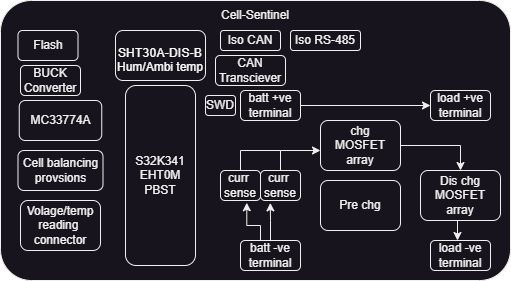 Cell-Sentinel
Flash
SHT30A-DIS-B
Hum/Ambi temp
Iso CAN
Iso RS-485
BUCK
Converter
CAN
Transciever
MC33774A
SWD
batt +ve
terminal
load +ve
terminal
S32K341
EHT0M
PBST
chg
MOSFET
array
Cell balancing
provsions
curr
sense
curr
sense
Dis chg
MOSFET
array
Pre chg
Volage/temp
reading
connector
batt -ve
terminal
load -ve
terminal